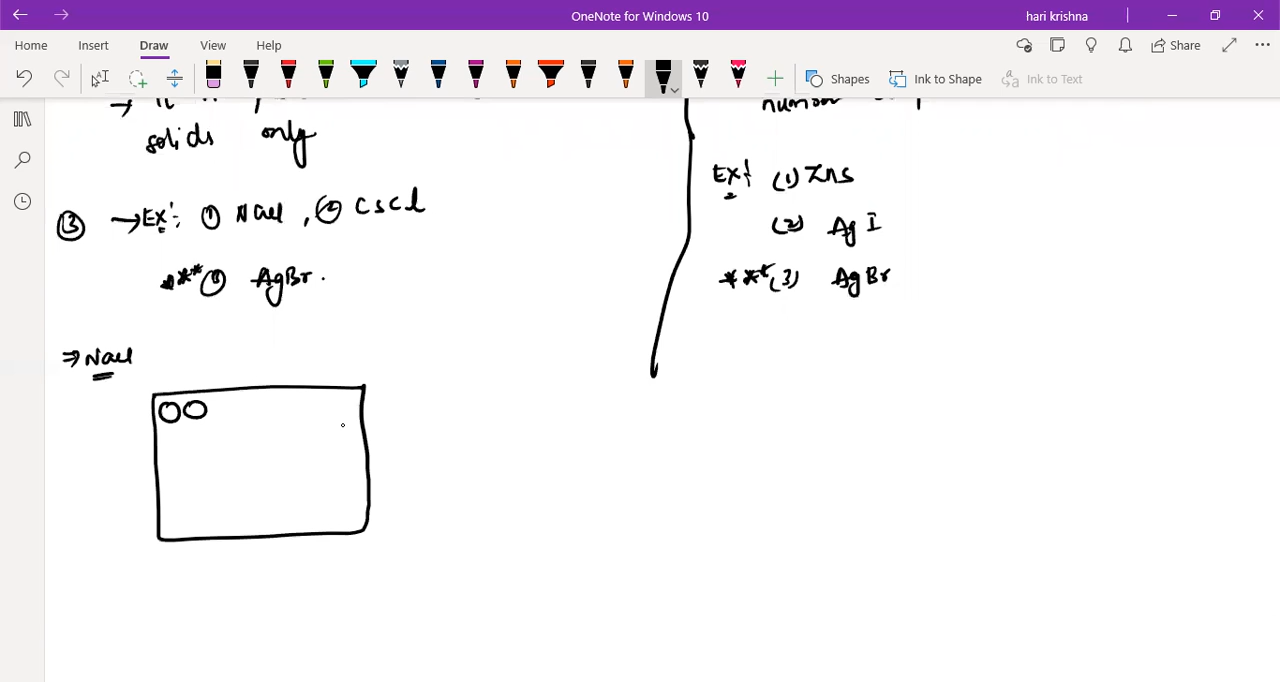 OneNote for Windows 10
hari krishna
Home Insert Draw View Help
Share
Shapes
Ink to Shape
Ink to Text
solids only
③ → Ex:- ① NaCl , ② CsCl
*** ③ AgBr .
⇒ NaCl
Ex: (1) ZnS
(2) AgI
*** (3) AgBr